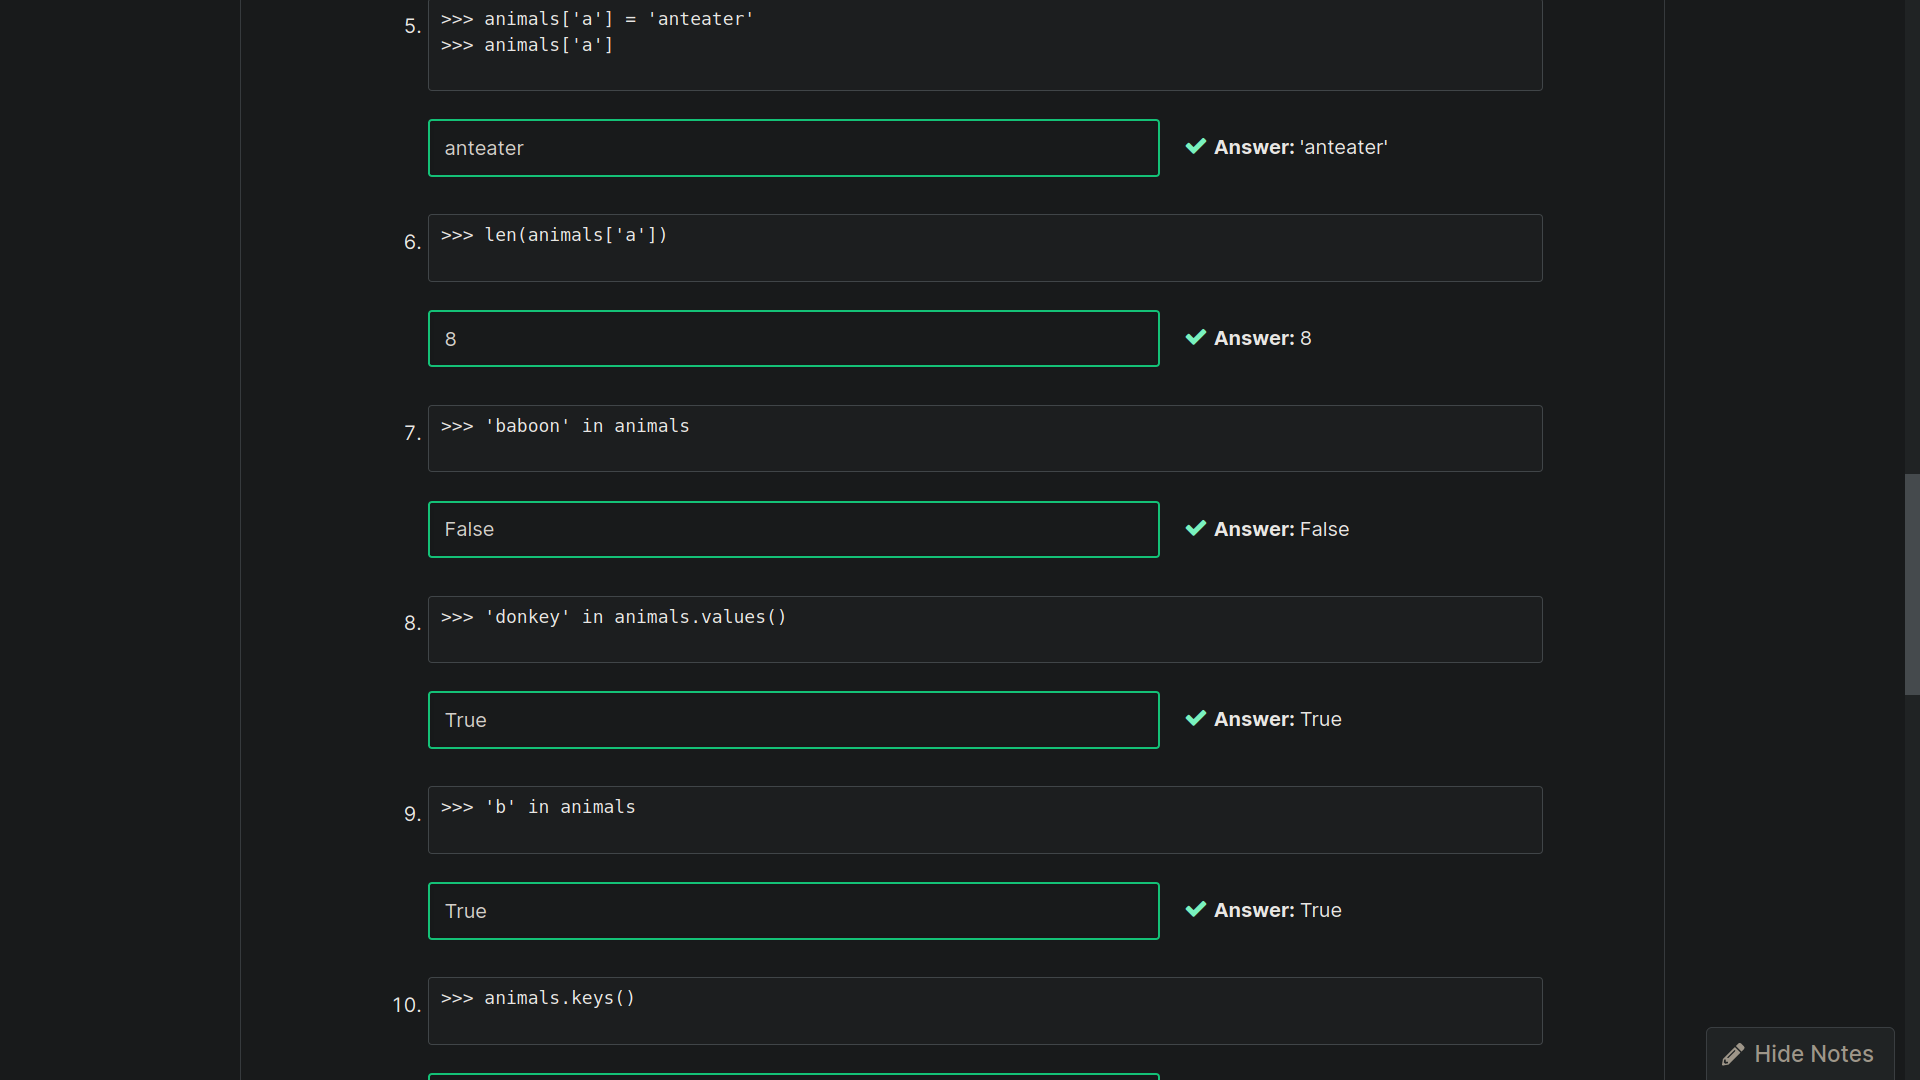 5.
>>> animals['a'] = 'anteater'
>>> animals['a']
anteater
Answer: 'anteater'
6.
>>> len(animals['a'])
8
Answer: 8
7.
>>> 'baboon' in animals
False
Answer: False
8.
>>> 'donkey' in animals.values()
True
Answer: True
9.
>>> 'b' in animals
True
Answer: True
10.
>>> animals.keys()
Hide Notes